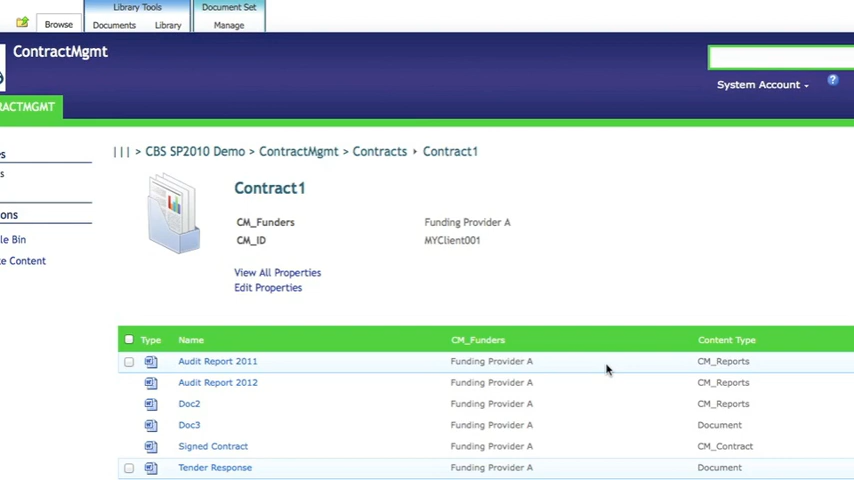 Library Tools Document Set
Browse Documents Library Manage
ContractMgmt
System Account
RACTMGMT
es
s
||| > CBS SP2010 Demo > ContractMgmt > Contracts ▸ Contract1
Contract1
CM_Funders Funding Provider A
CM_ID MYClient001
View All Properties
Edit Properties
ions
le Bin
te Content
Type Name CM_Funders Content Type
Audit Report 2011 Funding Provider A CM_Reports
Audit Report 2012 Funding Provider A CM_Reports
Doc2 Funding Provider A CM_Reports
Doc3 Funding Provider A Document
Signed Contract Funding Provider A CM_Contract
Tender Response Funding Provider A Document